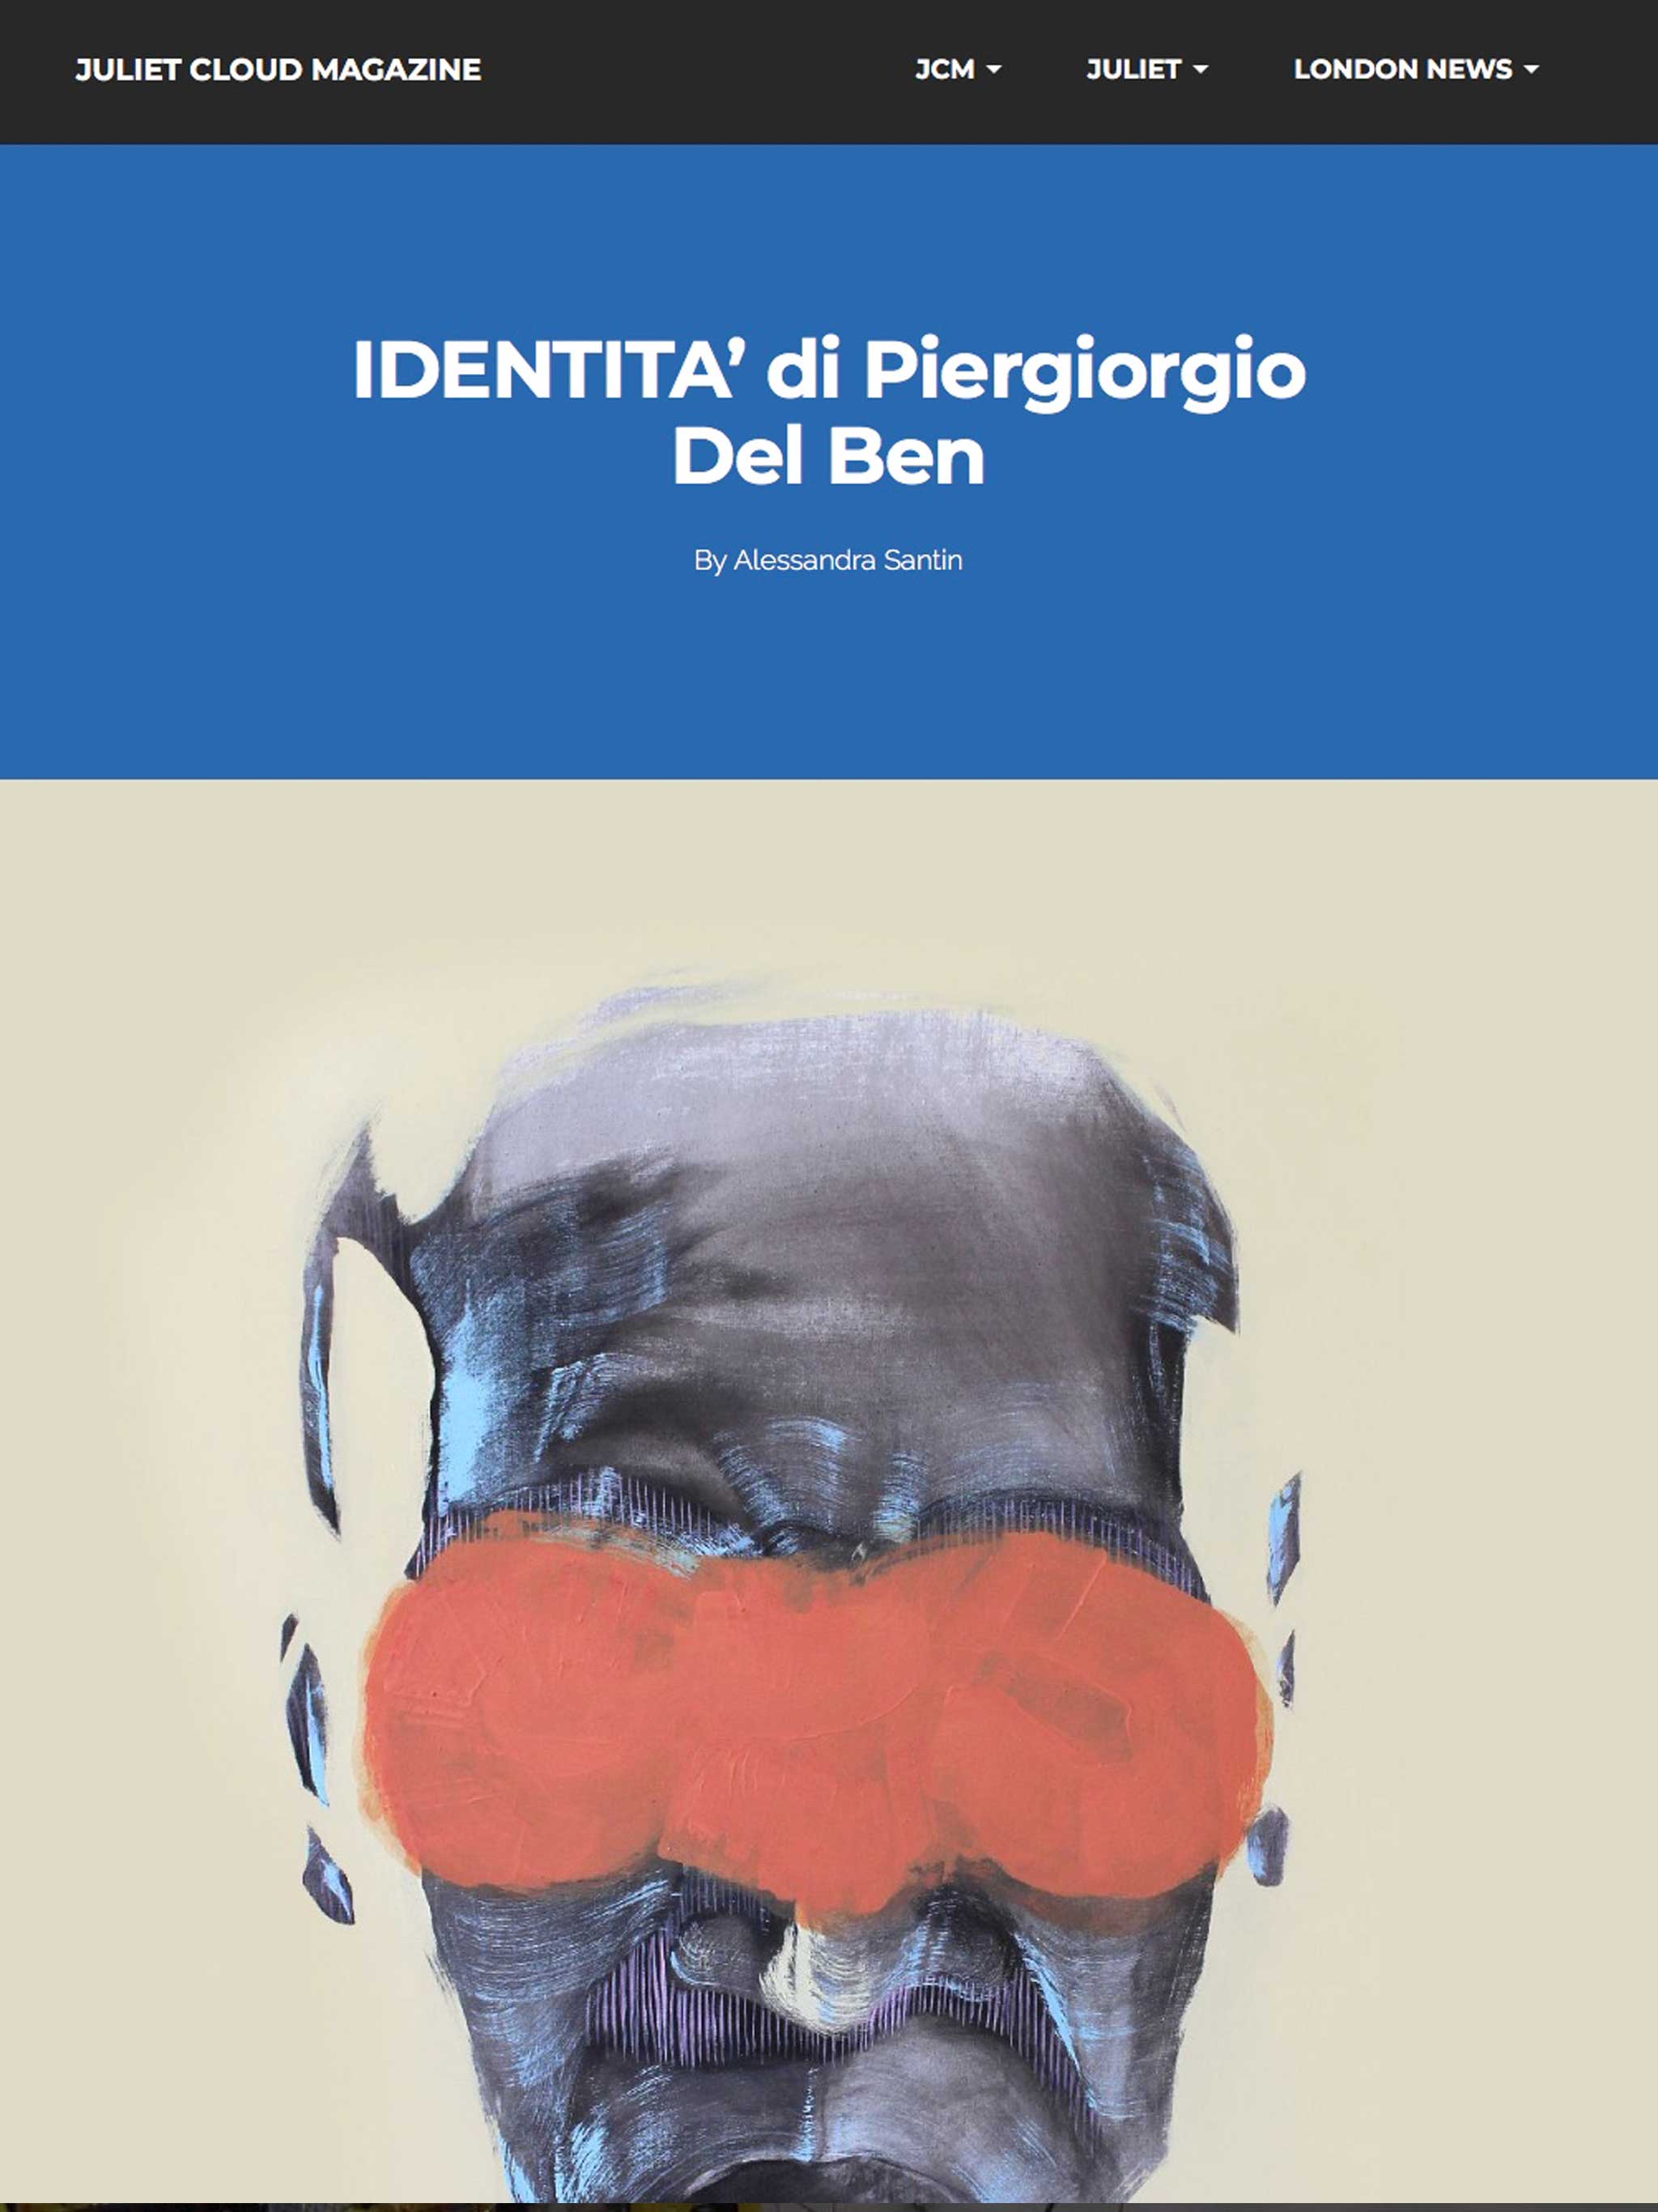 JULIET CLOUD MAGAZINE
JCM
JULIET
LONDON NEWS
IDENTITA’ di Piergiorgio
Del Ben
By Alessandra Santin